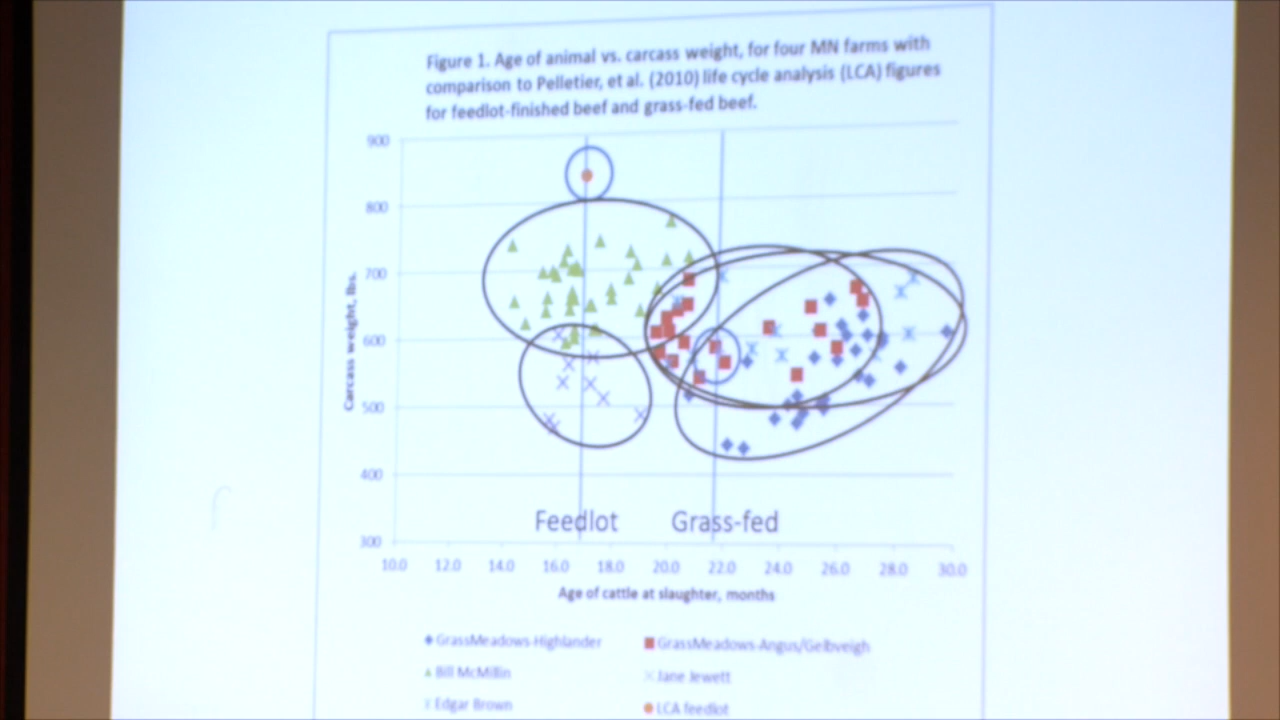 Figure 1. Age of animal vs. carcass weight, for four MN farms with
comparison to Pelletier, et al. (2010) life cycle analysis (LCA) figures
for feedlot-finished beef and grass-fed beef.
900
800
700
600
500
400
300
Carcass weight, lbs.
Feedlot Grass-fed
10.0 12.0 14.0 16.0 18.0 20.0 22.0 24.0 26.0 28.0 30.0
Age of cattle at slaughter, months
GrassMeadows-Highlander GrassMeadows-Angus/Gelbveigh
Bill McMillin Jane Jewett
Edgar Brown LCA feedlot